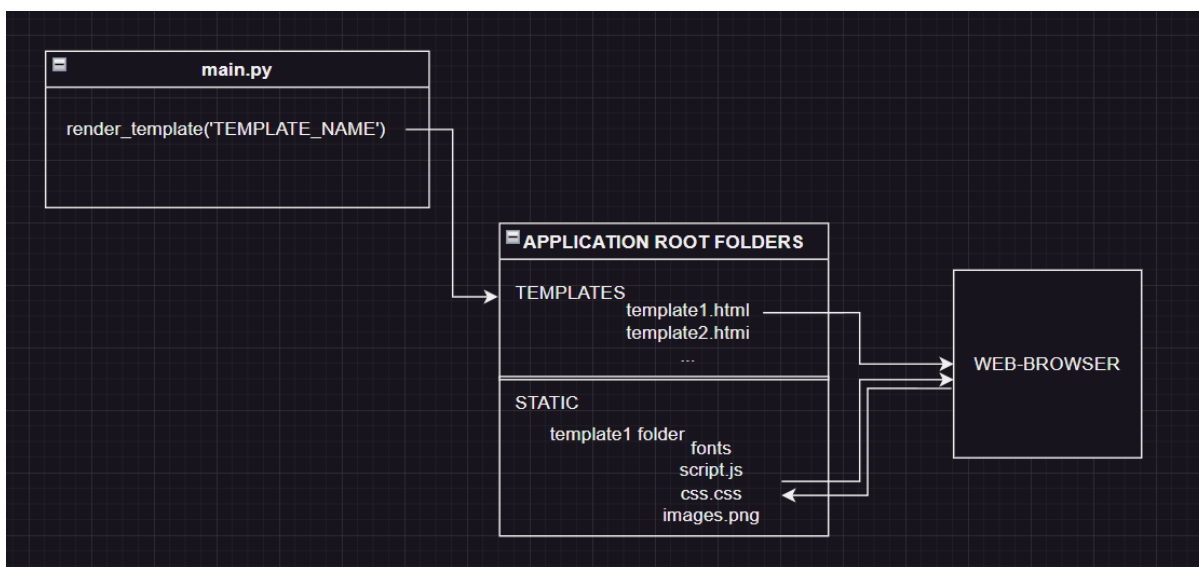 main.py
render_template('TEMPLATE_NAME')
APPLICATION ROOT FOLDERS
TEMPLATES
template1.html
template2.htmi
...
STATIC
template1 folder
fonts
script.js
css.css
images.png
WEB-BROWSER